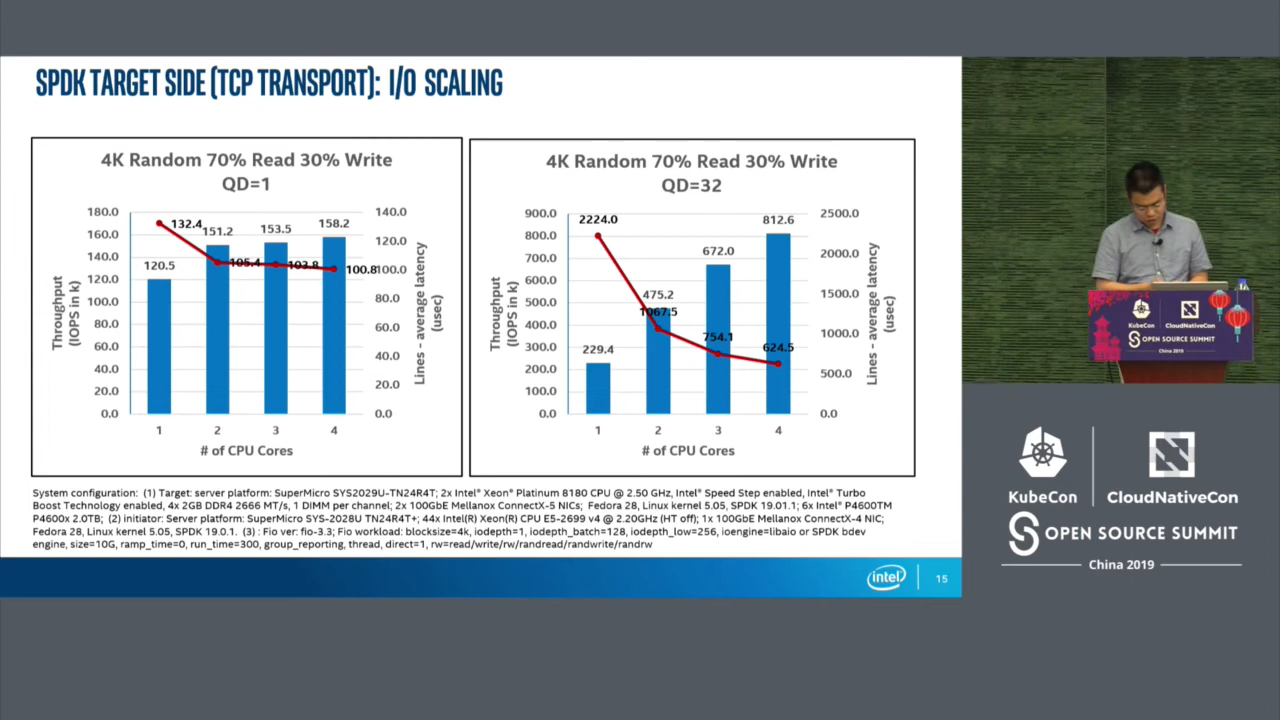 SPDK TARGET SIDE (TCP TRANSPORT): I/O SCALING
4K Random 70% Read 30% Write
QD=1
180.0
160.0
140.0
120.0
100.0
80.0
60.0
40.0
20.0
0.0
Throughput
(IOPS in k)
120.5
151.2
153.5
158.2
132.4
105.4
103.8
100.8
140.0
120.0
100.0
80.0
60.0
40.0
20.0
0.0
Lines - average latency
(usec)
1 2 3 4
# of CPU Cores
4K Random 70% Read 30% Write
QD=32
900.0
800.0
700.0
600.0
500.0
400.0
300.0
200.0
100.0
0.0
Throughput
(IOPS in k)
229.4
475.2
672.0
812.6
2224.0
1067.5
754.1
624.5
2500.0
2000.0
1500.0
1000.0
500.0
0.0
Lines - average latency
(usec)
1 2 3 4
# of CPU Cores
System configuration: (1) Target: server platform: SuperMicro SYS2029U-TN24R4T; 2x Intel® Xeon® Platinum 8180 CPU @ 2.50 GHz, Intel® Speed Step enabled, Intel® Turbo
Boost Technology enabled, 4x 2GB DDR4 2666 MT/s, 1 DIMM per channel; 2x 100GbE Mellanox ConnectX-5 NICs; Fedora 28, Linux kernel 5.05, SPDK 19.01.1; 6x Intel® P4600TM
P4600x 2.0TB; (2) initiator: Server platform: SuperMicro SYS-2028U TN24R4T+; 44x Intel(R) Xeon(R) CPU E5-2699 v4 @ 2.20GHz (HT off); 1x 100GbE Mellanox ConnectX-4 NIC;
Fedora 28, Linux kernel 5.05, SPDK 19.0.1. (3) : Fio ver: fio-3.3; Fio workload: blocksize=4k, iodepth=1, iodepth_batch=128, iodepth_low=256, ioengine=libaio or SPDK bdev
engine, size=10G, ramp_time=0, run_time=300, group_reporting, thread, direct=1, rw=read/write/rw/randread/randwrite/randrw
intel
15
KubeCon
CloudNativeCon
OPEN SOURCE SUMMIT
China 2019
KubeCon
CloudNativeCon
OPEN SOURCE SUMMIT
China 2019